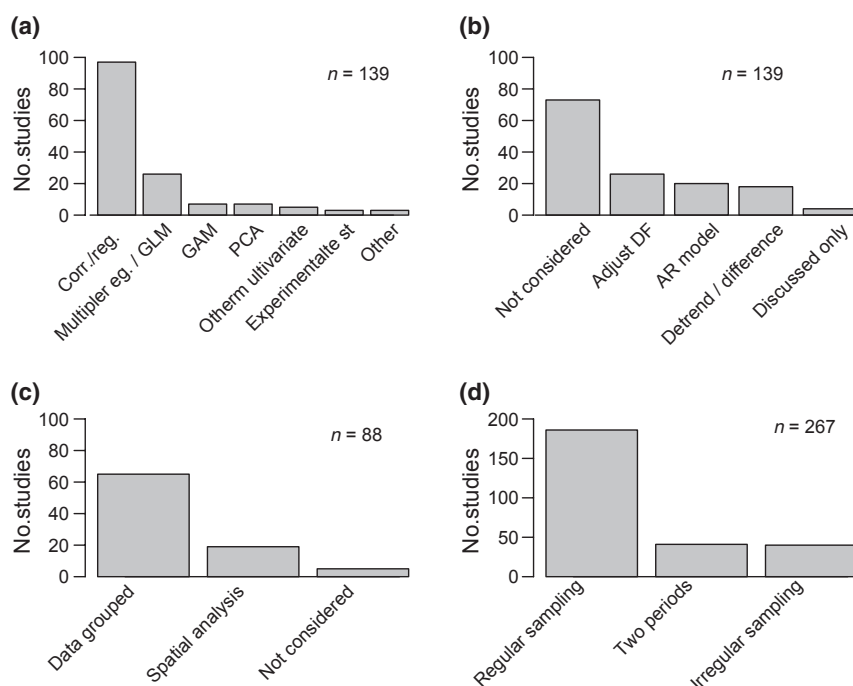 (a)
No.studies
100
80
60
40
20
0
n = 139
Corr./reg.
Multipler eg. / GLM
GAM
PCA
Otherm ultivariate
Experimentalte st
Other
(b)
No.studies
100
80
60
40
20
0
n = 139
Not considered
Adjust DF
AR model
Detrend / difference
Discussed only
(c)
No.studies
100
80
60
40
20
0
n = 88
Data grouped
Spatial analysis
Not considered
(d)
No.studies
200
150
100
50
0
n = 267
Regular sampling
Two periods
Irregular sampling